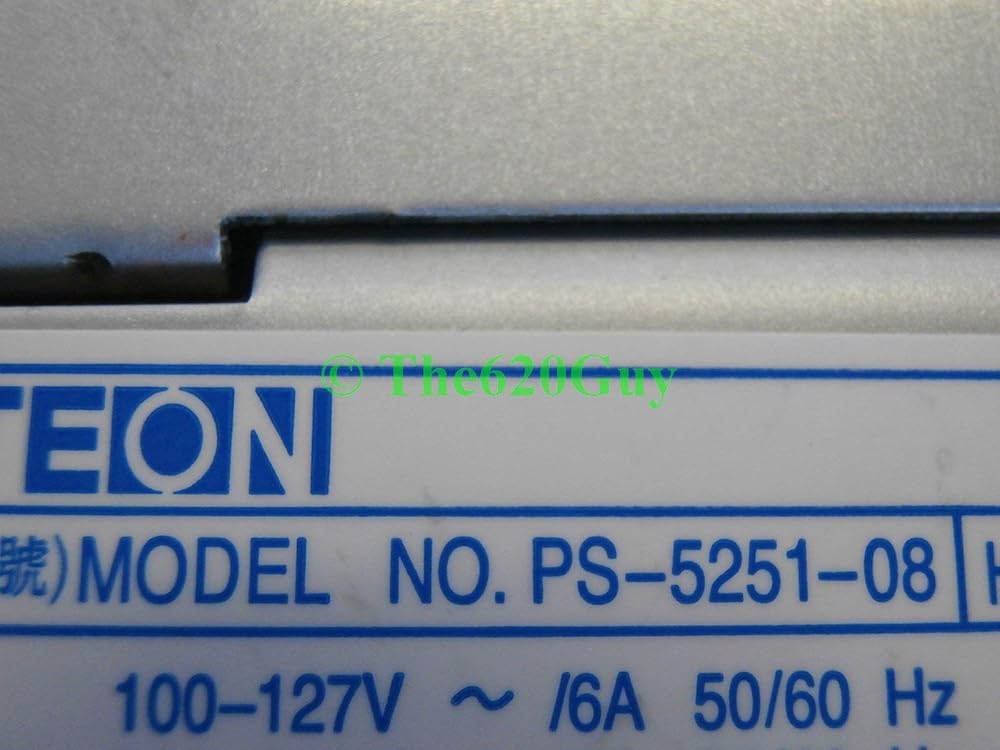 © The620Guy
TEON
號)MODEL NO. PS-5251-08 H
100-127V ~ /6A 50/60 Hz